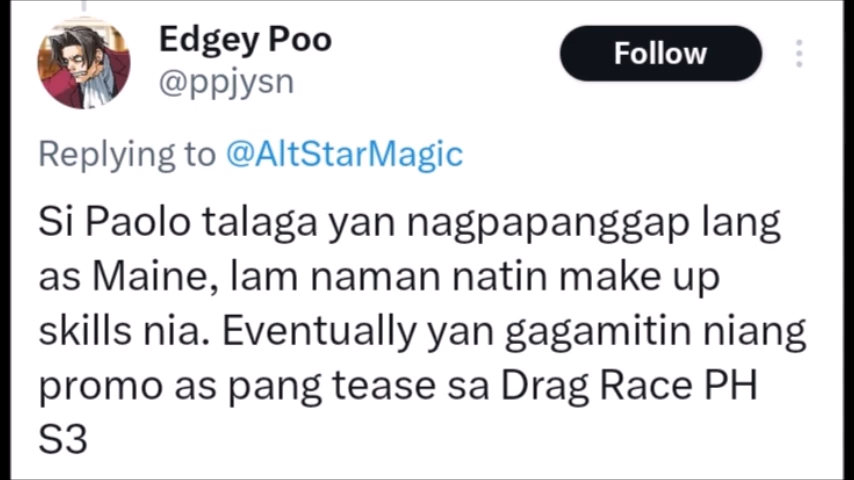 Edgey Poo
@ppjysn
Follow
Replying to @AltStarMagic
Si Paolo talaga yan nagpapanggap lang
as Maine, lam naman natin make up
skills nia. Eventually yan gagamitin niang
promo as pang tease sa Drag Race PH
S3